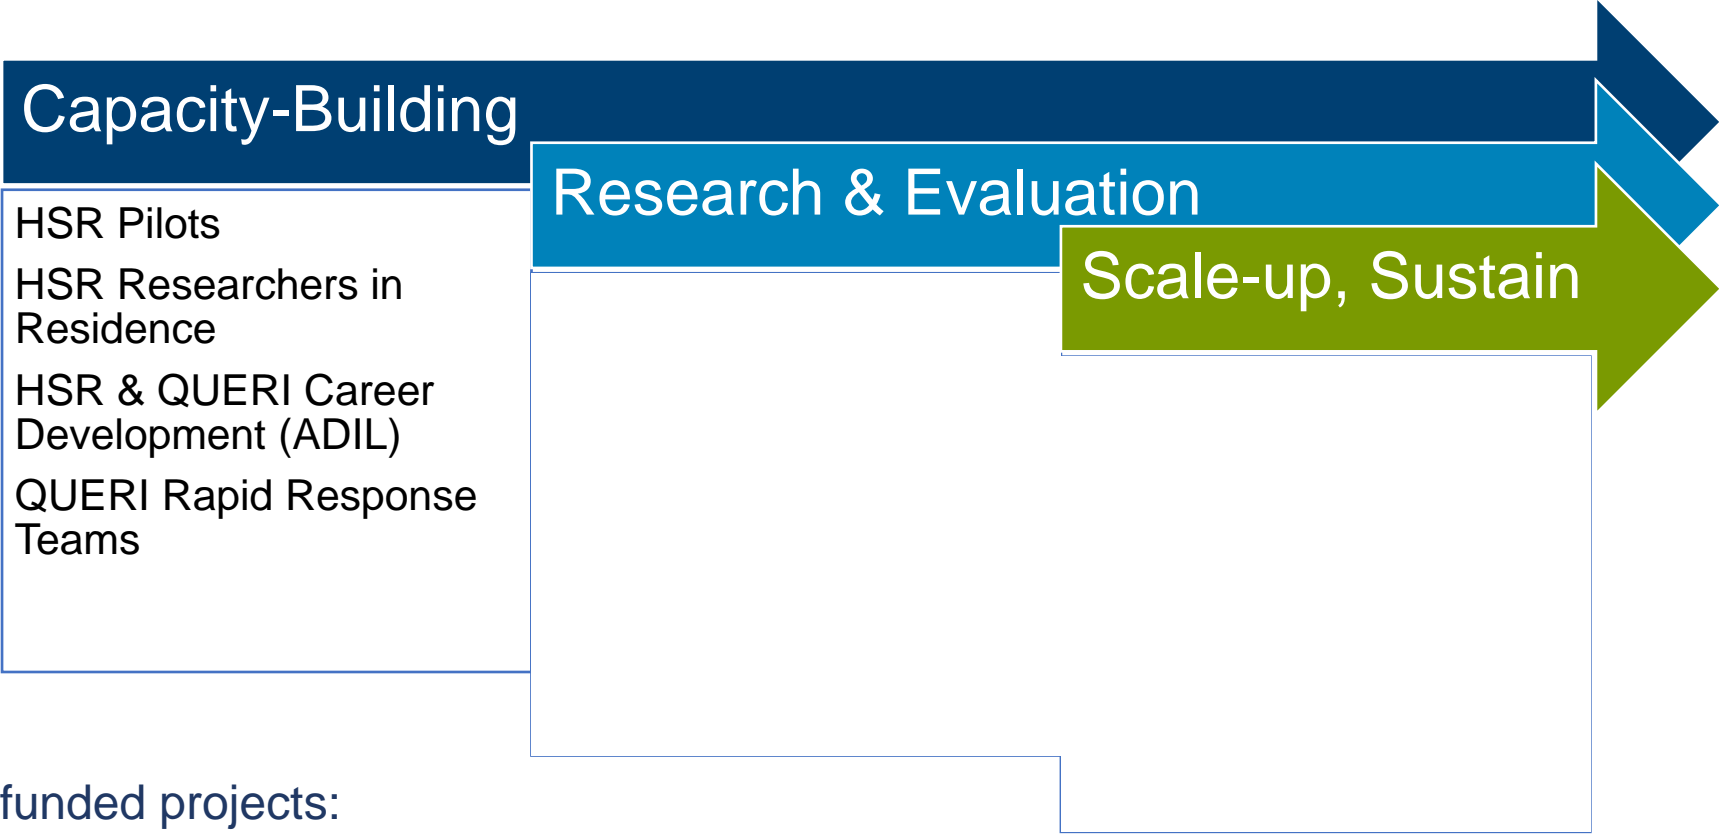 Capacity-Building
Research & Evaluation
Scale-up, Sustain
HSR Pilots
HSR Researchers in
Residence
HSR & QUERI Career
Development (ADIL)
QUERI Rapid Response
Teams
funded projects: